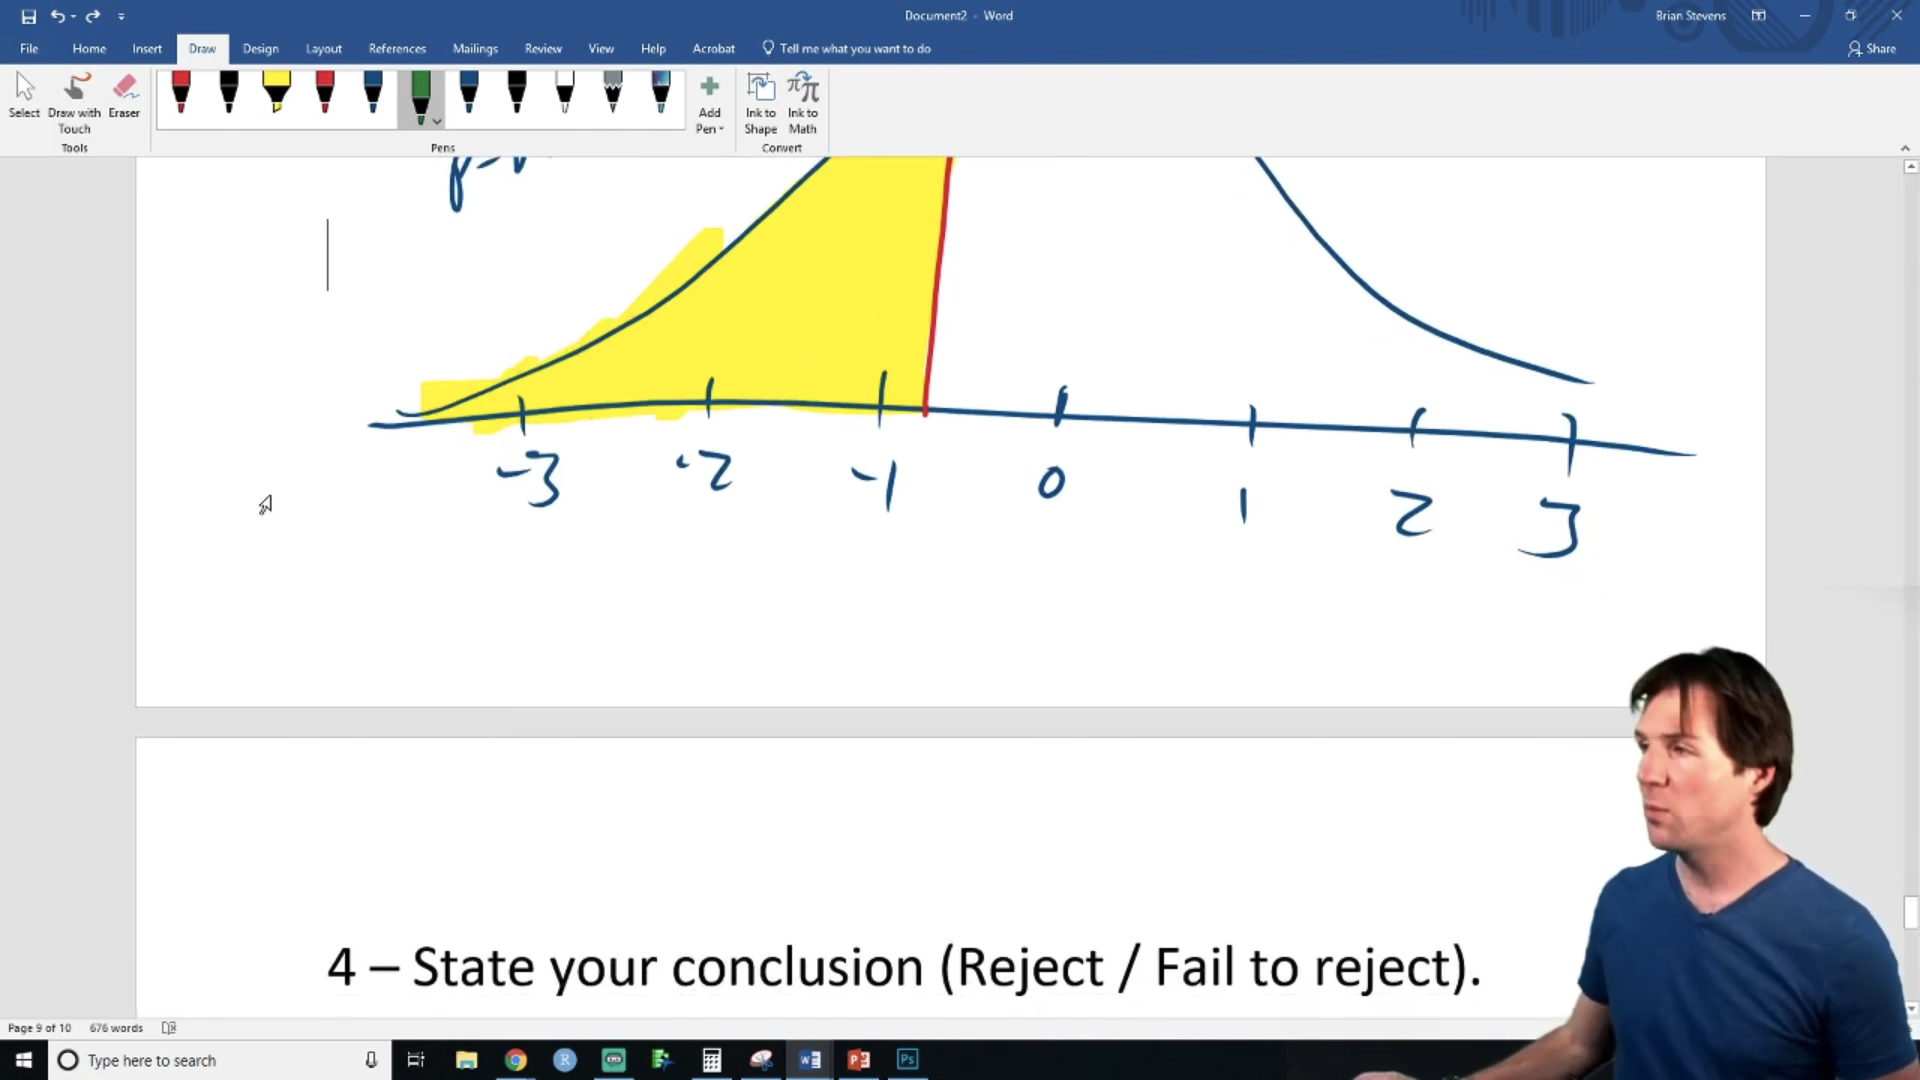 Document2 - Word
Brian Stevens
File Home Insert Draw Design Layout References Mailings Review View Help Acrobat Tell me what you want to do Share
Select Draw with Touch Eraser Add Pen Ink to Shape Ink to Math
Tools Pens Convert
-3 -2 -1 0 1 2 3
4 – State your conclusion (Reject / Fail to reject).
Page 9 of 10 676 words
Type here to search